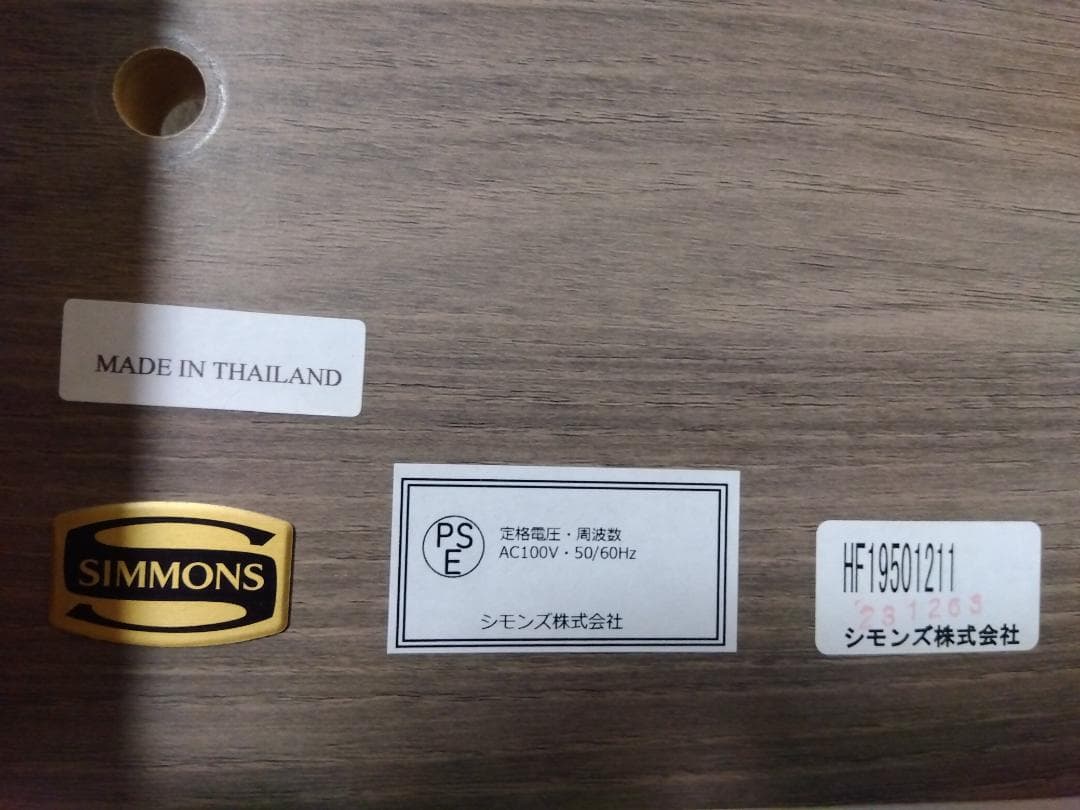 MADE IN THAILAND
SIMMONS
PS
E
定格電圧・周波数
AC100V・50/60Hz
シモンズ株式会社
HF19501211
シモンズ株式会社